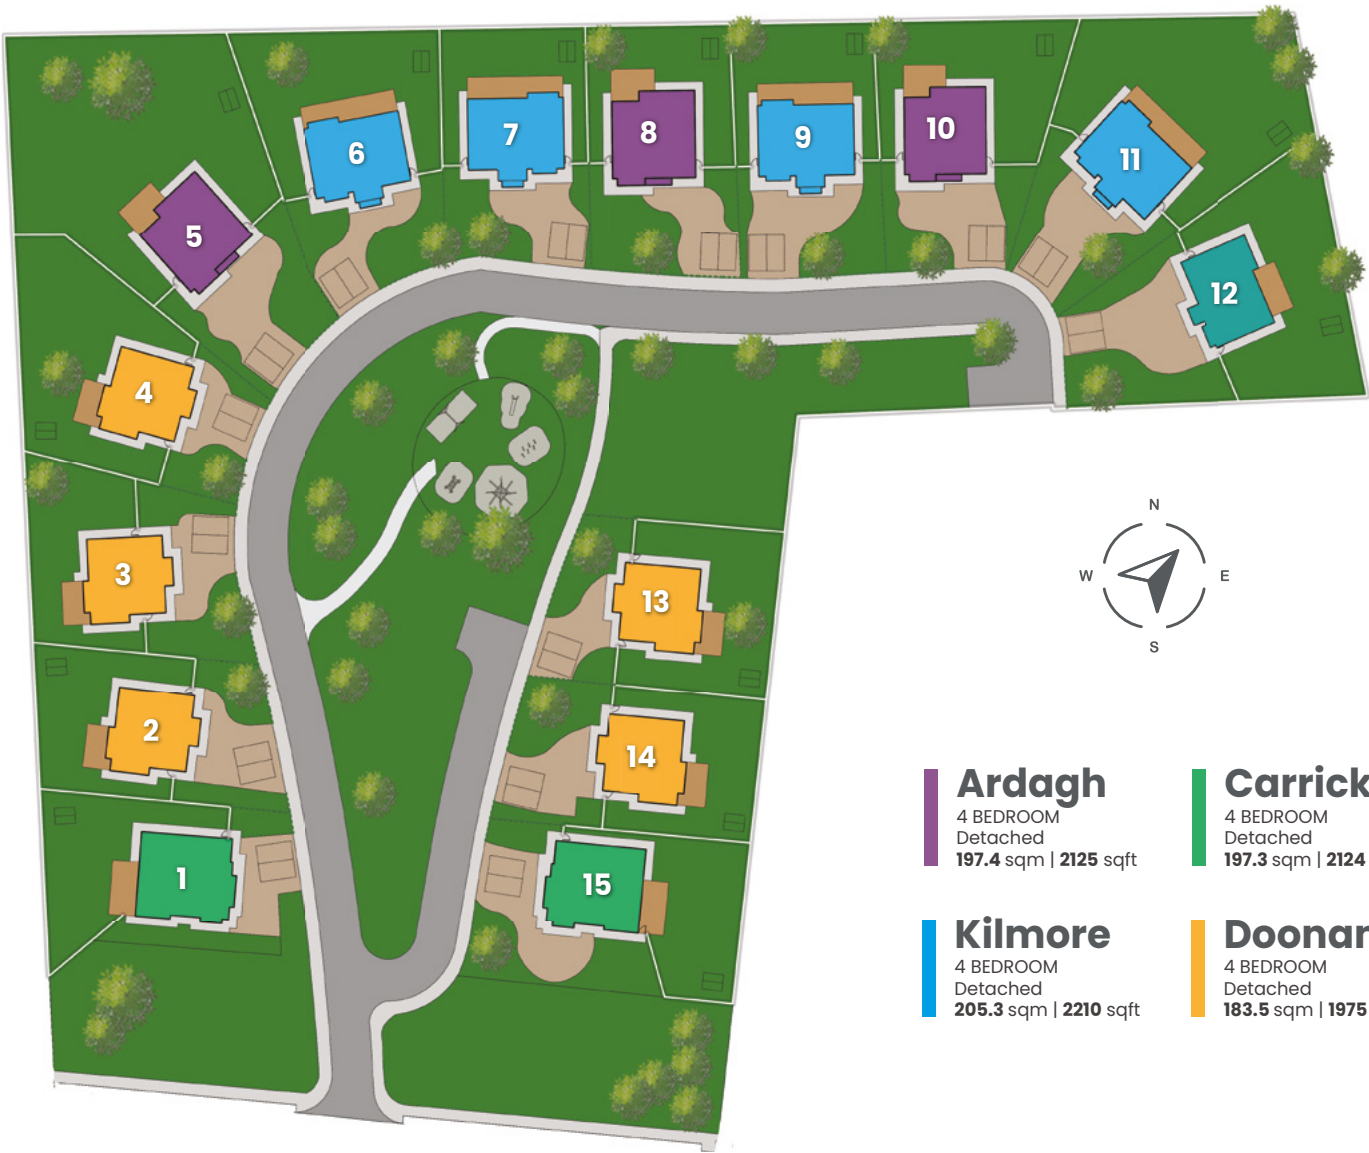 6
7
8
9
10
11
5
12
4
3
13
2
14
1
15
N
W
E
S
Ardagh
4 BEDROOM
Detached
197.4 sqm | 2125 sqft
Carrick
4 BEDROOM
Detached
197.3 sqm | 2124
Kilmore
4 BEDROOM
Detached
205.3 sqm | 2210 sqft
4 BEDROOM
Detached
183.5 sqm | 1975